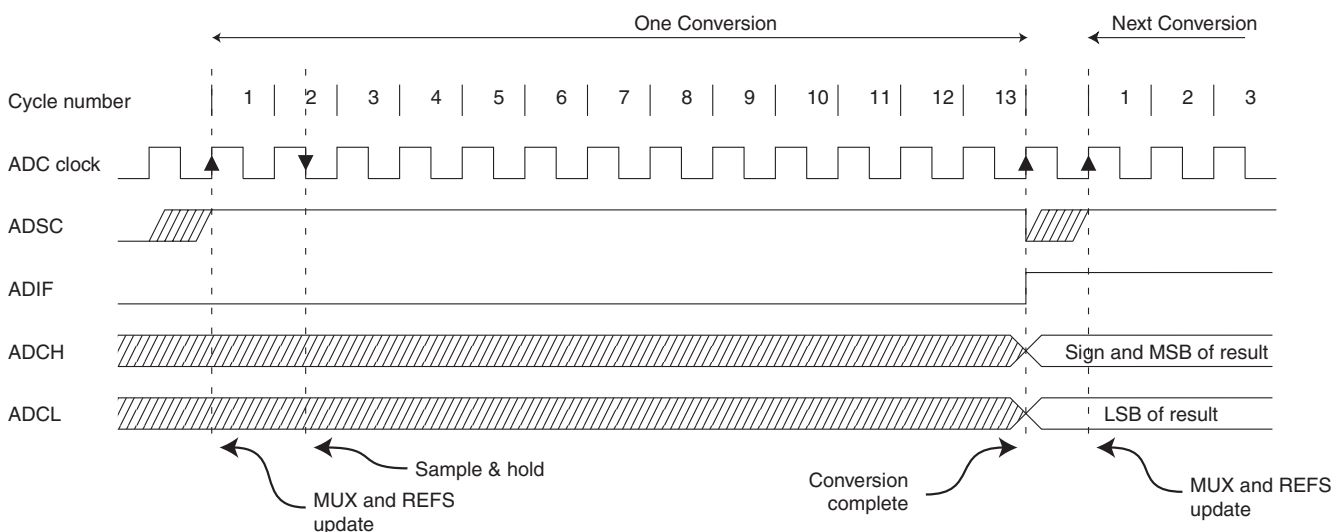 One Conversion
Next Conversion
Cycle number 1 2 3 4 5 6 7 8 9 10 11 12 13 1 2 3
ADC clock
ADSC
ADIF
ADCH
Sign and MSB of result
ADCL
LSB of result
Sample & hold
MUX and REFS
update
Conversion
complete
MUX and REFS
update